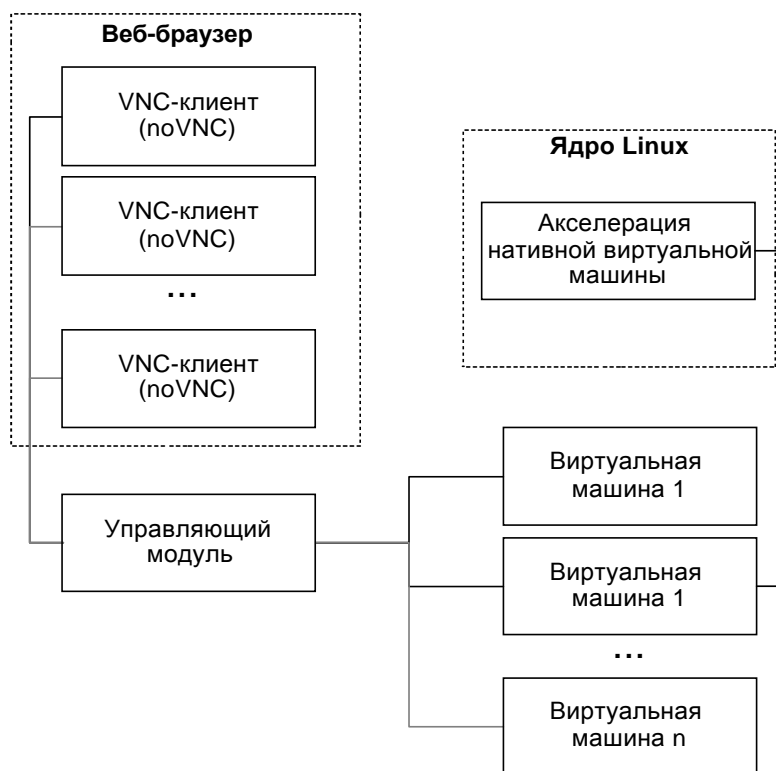 Веб-браузер
VNC-клиент
(noVNC)
VNC-клиент
(noVNC)
...
VNC-клиент
(noVNC)
Управляющий
модуль
Ядро Linux
Акселерация
нативной виртуальной
машины
Виртуальная
машина 1
Виртуальная
машина 1
...
Виртуальная
машина n